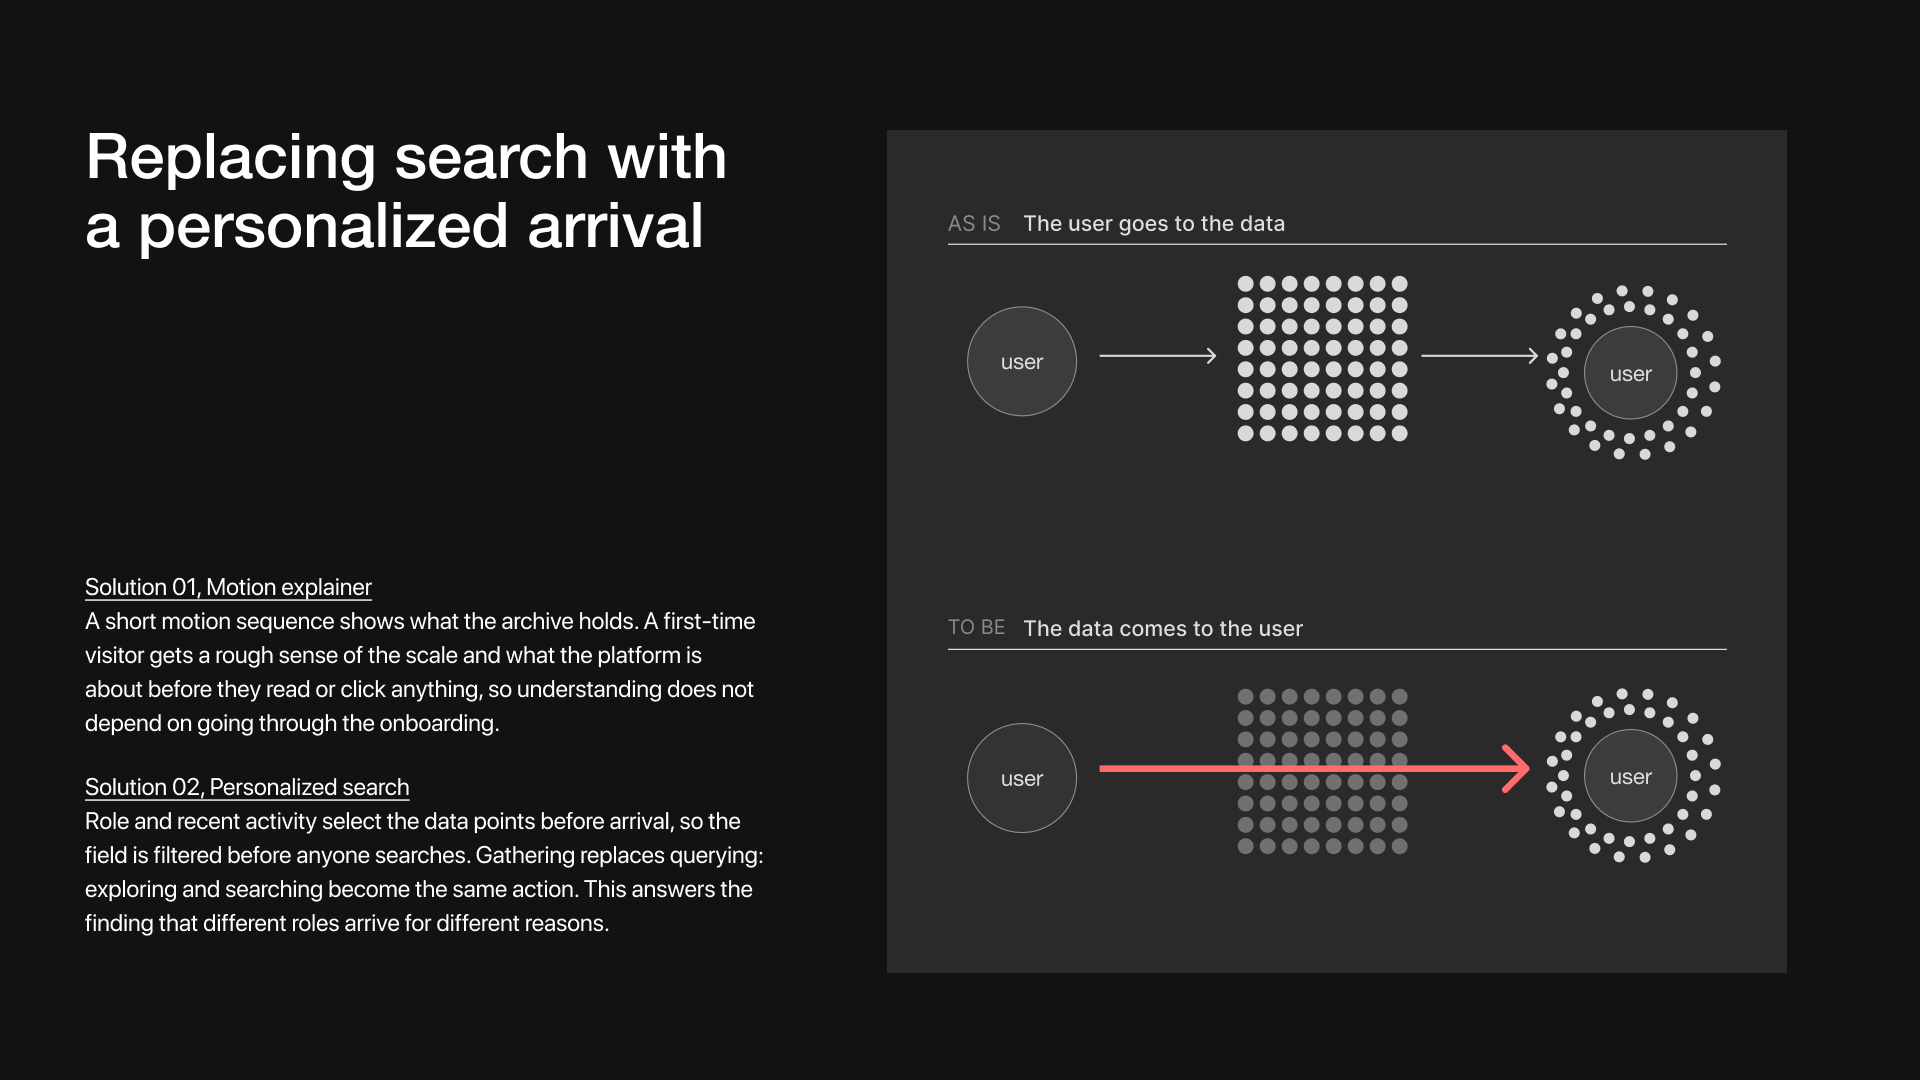 Replacing search with
a personalized arrival
Solution 01, Motion explainer
A short motion sequence shows what the archive holds. A first-time
visitor gets a rough sense of the scale and what the platform is
about before they read or click anything, so understanding does not
depend on going through the onboarding.
Solution 02, Personalized search
Role and recent activity select the data points before arrival, so the
field is filtered before anyone searches. Gathering replaces querying:
exploring and searching become the same action. This answers the
finding that different roles arrive for different reasons.
AS IS The user goes to the data
user
user
TO BE The data comes to the user
user
user